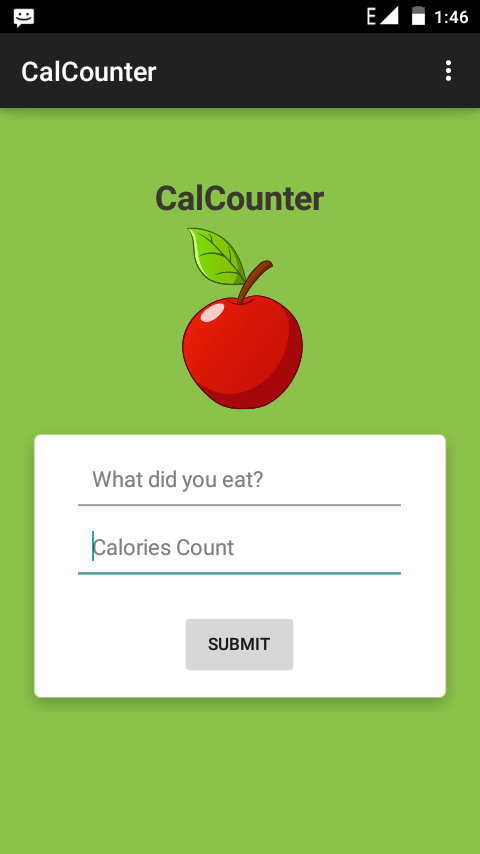 E 1:46
CalCounter
CalCounter
What did you eat?
Calories Count
SUBMIT